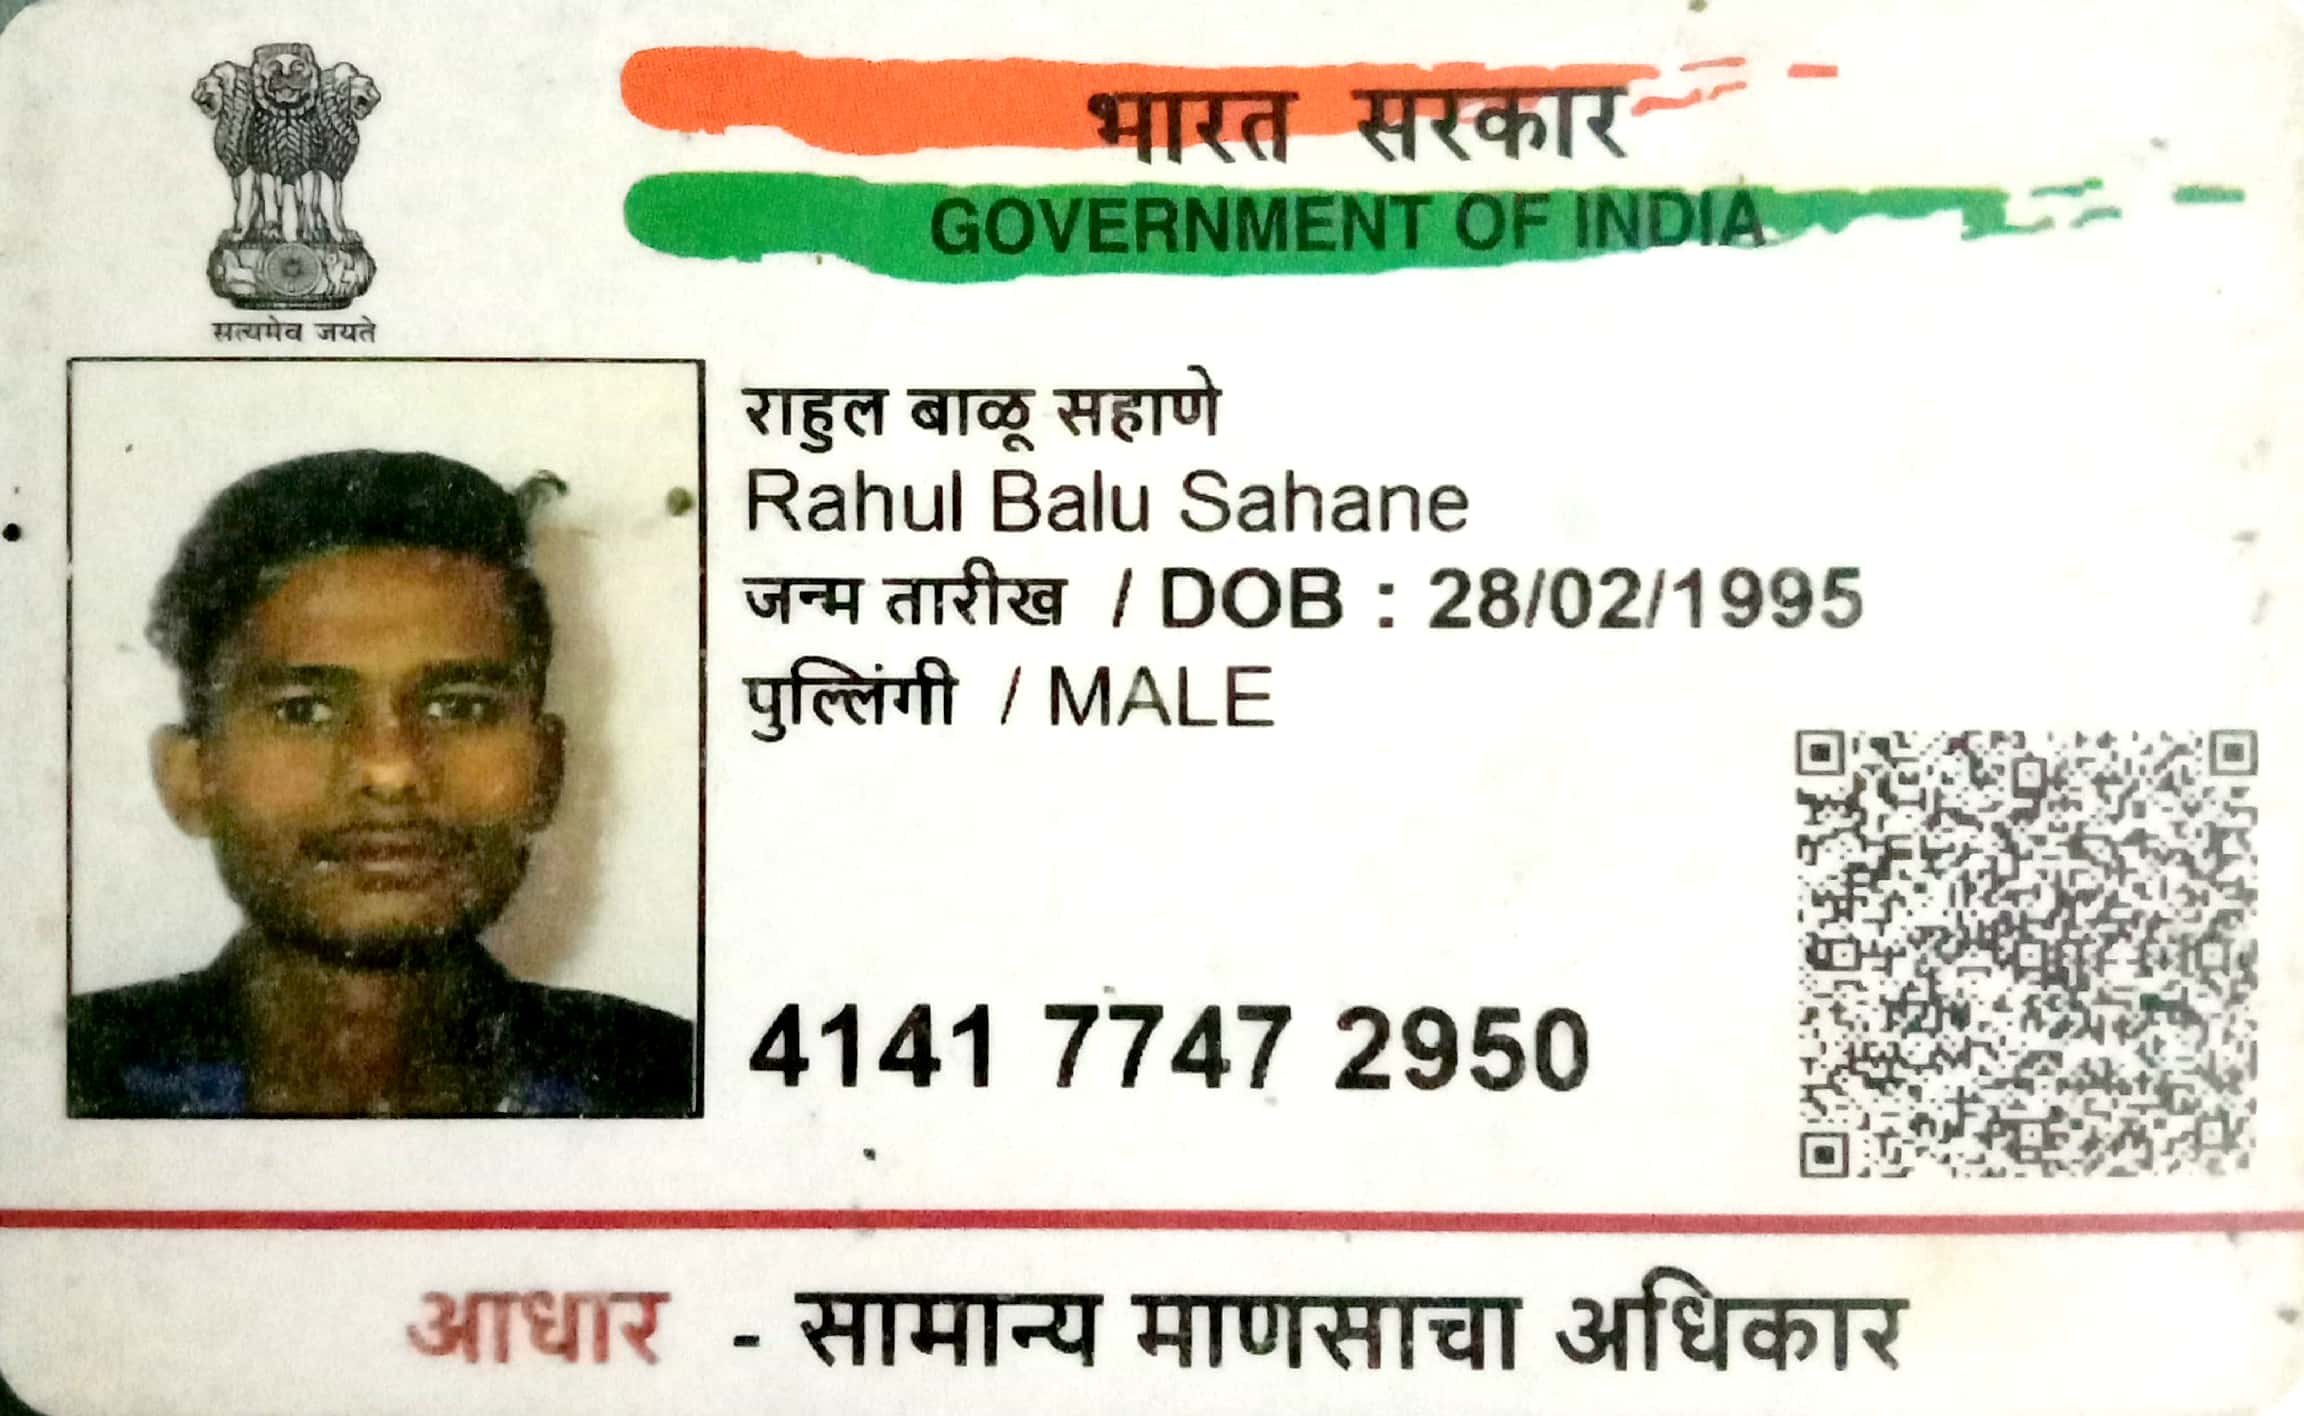 भारत सरकार
GOVERNMENT OF INDIA
सत्यमेव जयते
राहुल बाळू सहाणे
Rahul Balu Sahane
जन्म तारीख / DOB : 28/02/1995
पुल्लिंगी / MALE
4141 7747 2950
आधार - सामान्य माणसाचा अधिकार